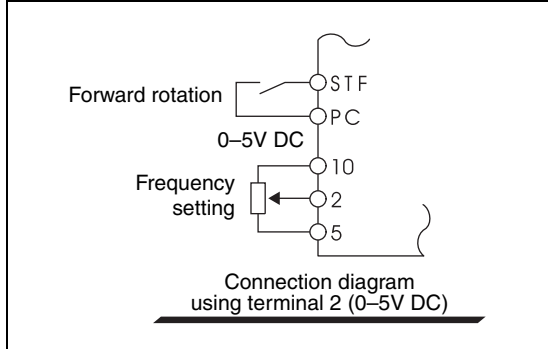 STF
Forward rotation
PC
0–5V DC
10
Frequency
setting
2
5
Connection diagram
using terminal 2 (0–5V DC)